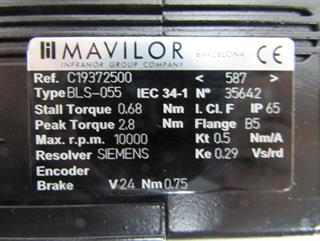 MAVILOR
INFRANOR GROUP COMPANY
BARCELONA
CE
Ref. C19372500 < 587 >
Type BLS-055 IEC 34-1 Nº 35642
Stall Torque 0.68 Nm I. Cl. F IP 65
Peak Torque 2.8 Nm Flange B5
Max. r.p.m. 10000 Kt 0.5 Nm/A
Resolver SIEMENS Ke 0.29 Vs/rd
Encoder
Brake V 24 Nm 0.75